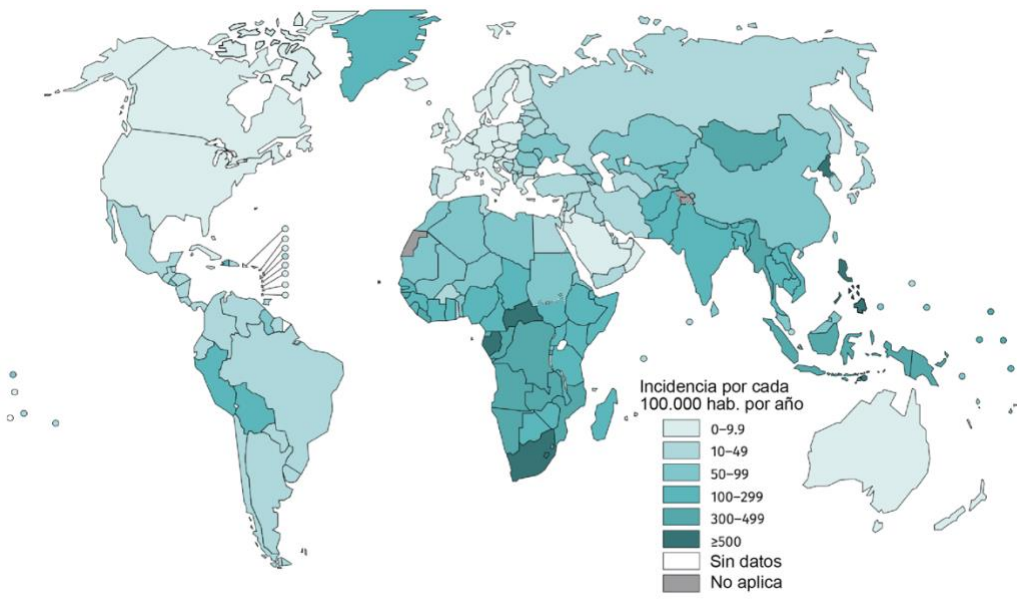 Incidencia por cada
100.000 hab. por año
0–9.9
10–49
50–99
100–299
300–499
≥500
Sin datos
No aplica